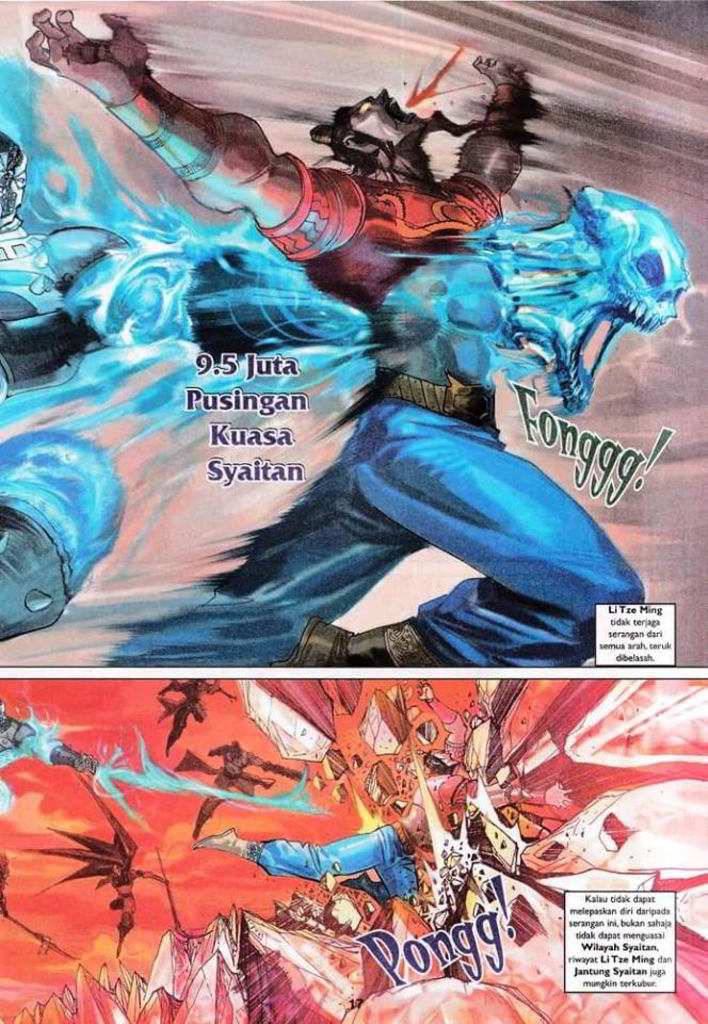 9.5 Juta
Pusingan
Kuasa
Syaitan
Fonggg!
Li Tze Ming
tidak terjaga
serangan dari
semua arah, teruk
dibelasah.
Pongg!
Kalau tidak dapat
melepaskan diri daripada
serangan ini, bukan sahaja
tidak dapat menguasai
Wilayah Syaitan,
riwayat Li Tze Ming dan
Jantung Syaitan juga
mungkin terkubur.
17